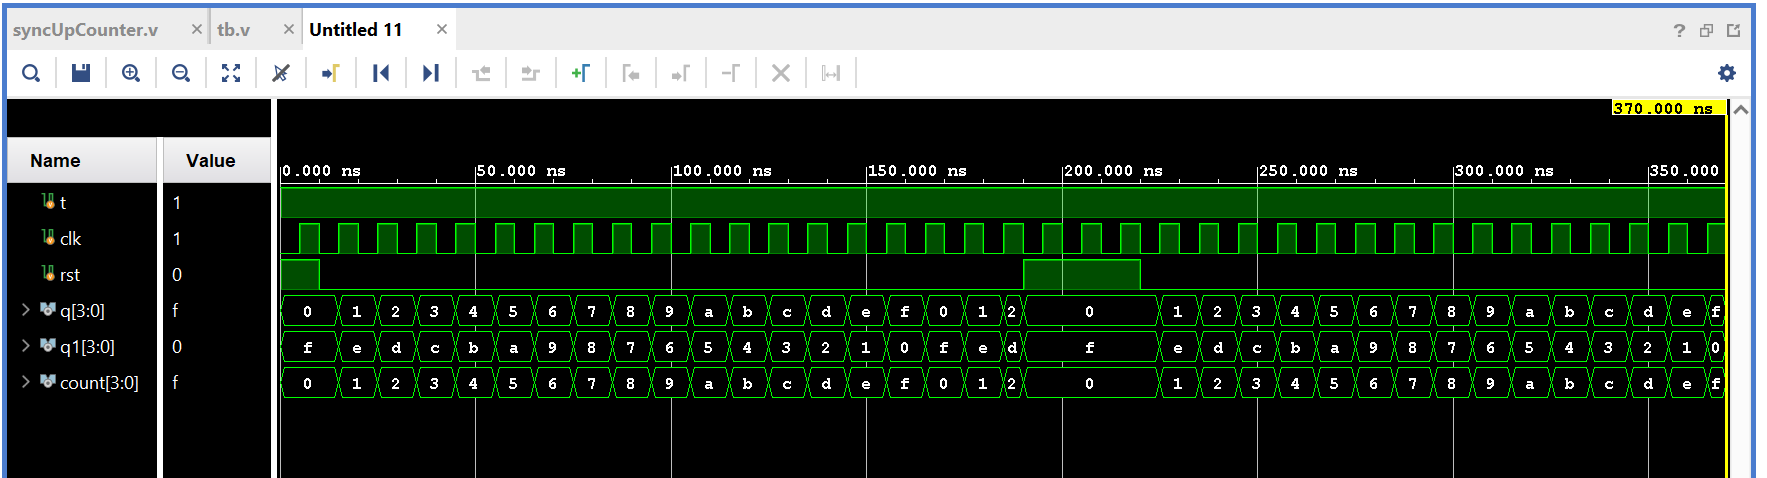 syncUpCounter.v × tb.v × Untitled 11 ×
370.000 ns
Name Value
0.000 ns 50.000 ns 100.000 ns 150.000 ns 200.000 ns 250.000 ns 300.000 ns 350.000
t 1
clk 1
rst 0
q[3:0] f 0 1 2 3 4 5 6 7 8 9 a b c d e f 0 1 2 0 1 2 3 4 5 6 7 8 9 a b c d e f
q1[3:0] 0 f e d c b a 9 8 7 6 5 4 3 2 1 0 f e d f e d c b a 9 8 7 6 5 4 3 2 1 0
count[3:0] f 0 1 2 3 4 5 6 7 8 9 a b c d e f 0 1 2 0 1 2 3 4 5 6 7 8 9 a b c d e f